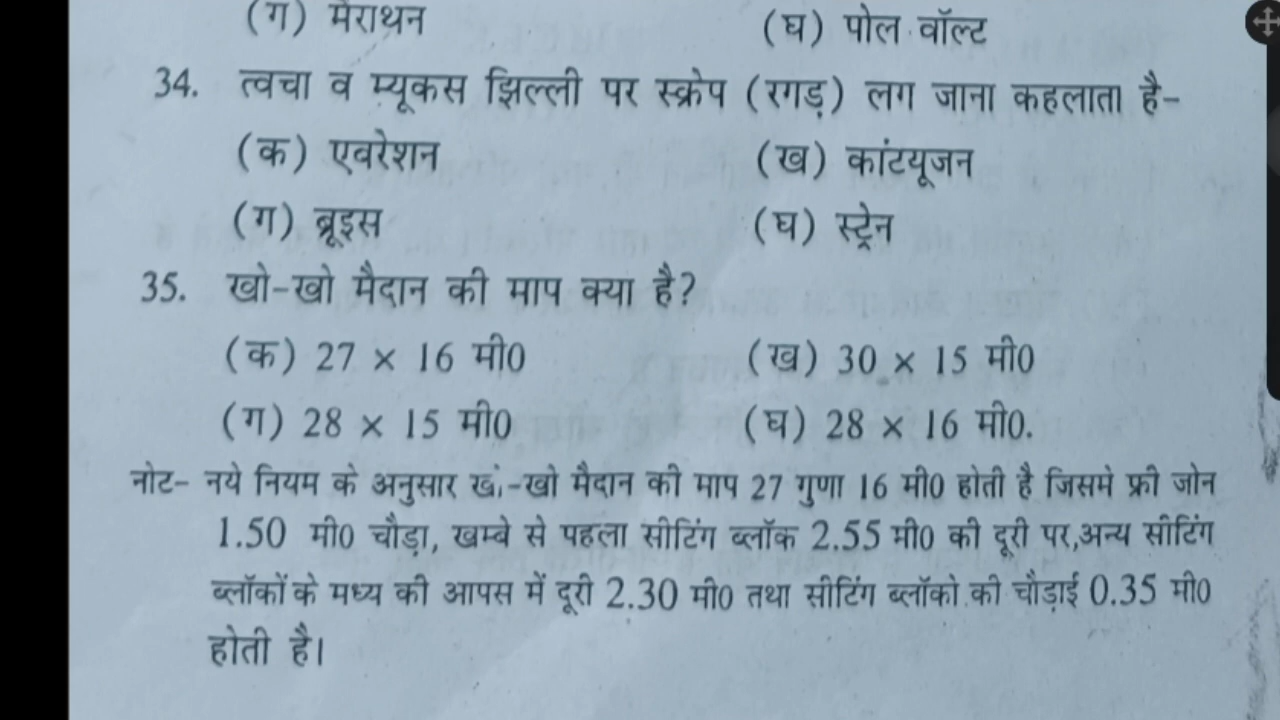 (ग) मैराथन (घ) पोल वॉल्ट
34. त्वचा व म्यूकस झिल्ली पर स्क्रेप (रगड़) लग जाना कहलाता है-
(क) एवरेशन (ख) कांटयूजन
(ग) ब्रूइस (घ) स्ट्रेन
35. खो-खो मैदान की माप क्या है?
(क) 27 × 16 मी0 (ख) 30 × 15 मी0
(ग) 28 × 15 मी0 (घ) 28 × 16 मी0.
नोट- नये नियम के अनुसार खो-खो मैदान की माप 27 गुणा 16 मी0 होती है जिसमे फ्री जोन
1.50 मी0 चौड़ा, खम्बे से पहला सीटिंग ब्लॉक 2.55 मी0 की दूरी पर,अन्य सीटिंग
ब्लॉकों के मध्य की आपस में दूरी 2.30 मी0 तथा सीटिंग ब्लॉको की चौड़ाई 0.35 मी0
होती है।